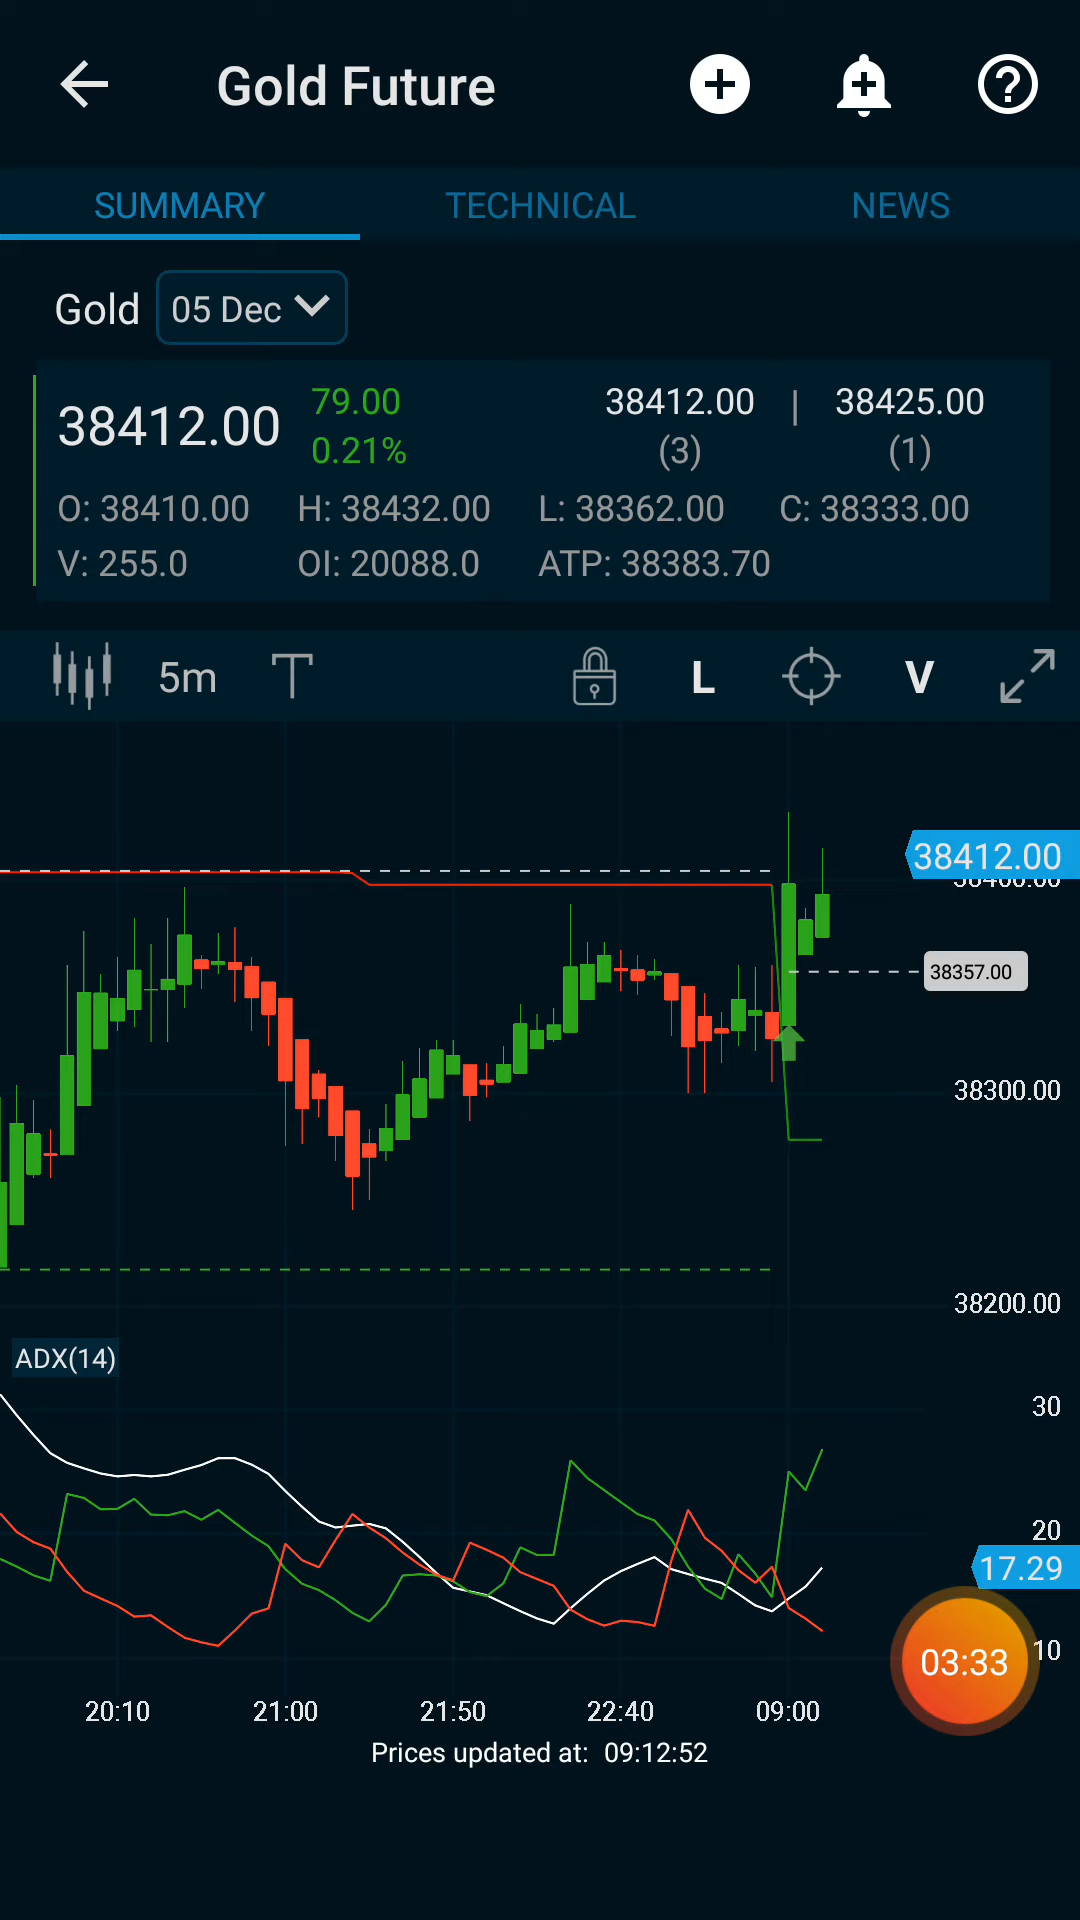 Gold Future
SUMMARY TECHNICAL NEWS
Gold 05 Dec
38412.00 79.00 0.21% 38412.00 (3) | 38425.00 (1)
O: 38410.00 H: 38432.00 L: 38362.00 C: 38333.00
V: 255.0 OI: 20088.0 ATP: 38383.70
5m T L V
38412.00
38400.00
38357.00
38300.00
38200.00
ADX(14)
30
20
17.29
03:33
10
20:10 21:00 21:50 22:40 09:00
Prices updated at: 09:12:52